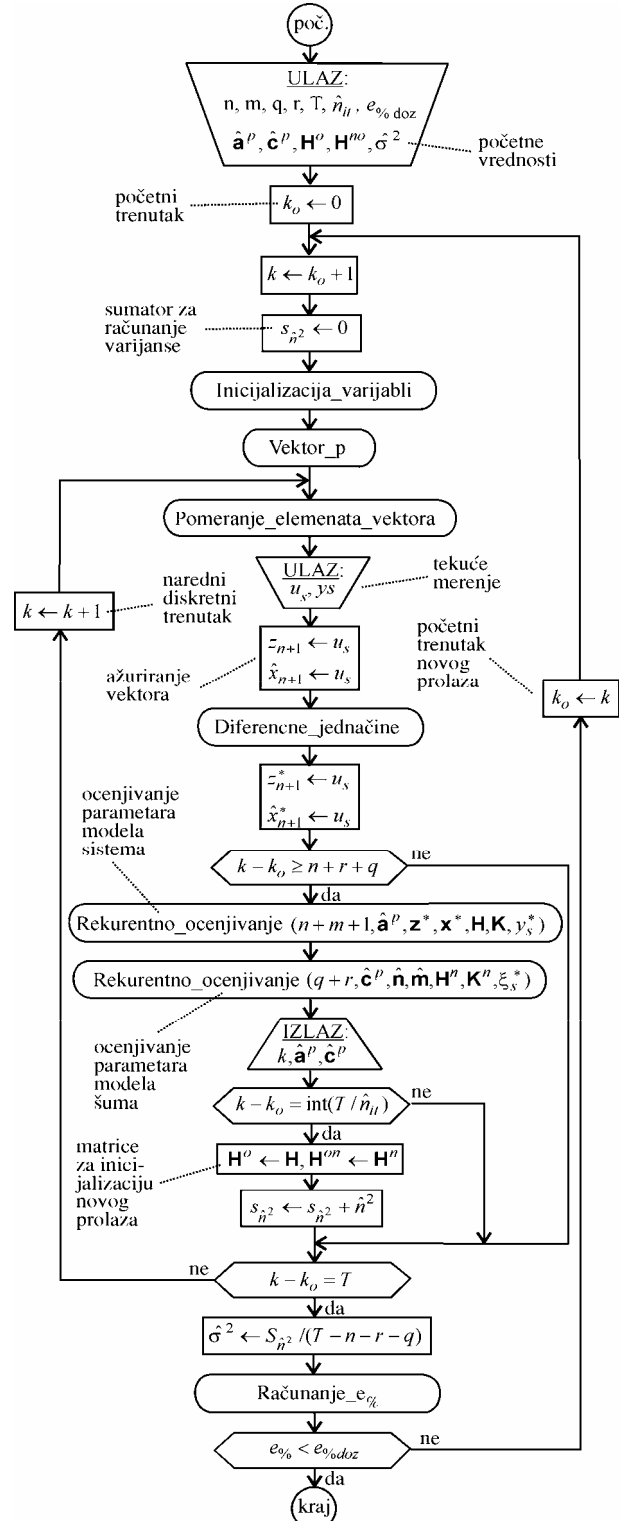 poč.
ULAZ:
n, m, q, r, T, n̂_it, e_% doz
â^p, ĉ^p, H^o, H^no, σ̂^2
početne
vrednosti
početni
trenutak
k_o ← 0
k ← k_o + 1
sumator za
računanje
varijanse
s_n̂^2 ← 0
Inicijalizacija_varijabli
Vektor_p
Pomeranje_elemenata_vektora
naredni
diskretni
trenutak
k ← k + 1
ULAZ:
u_s, ys
tekuće
merenje
ažuriranje
vektora
z_n+1 ← u_s
x̂_n+1 ← u_s
početni
trenutak
novog
prolaza
k_o ← k
Diferencne_jednačine
z*_n+1 ← u_s
x̂*_n+1 ← u_s
ocenjivanje
parametara
modela
sistema
k − k_o ≥ n + r + q
ne
da
Rekurentno_ocenjivanje (n + m + 1, â^p, z*, x*, H, K, y_s*)
Rekurentno_ocenjivanje (q + r, ĉ^p, n̂, m̂, H^n, K^n, ξ_s*)
ocenjivanje
parametara
modela
šuma
IZLAZ:
k, â^p, ĉ^p
k − k_o = int(T / n̂_it)
ne
da
matrice
za inici-
jalizaciju
novog
prolaza
H^o ← H, H^on ← H^n
s_n̂^2 ← s_n̂^2 + n̂^2
ne
k − k_o = T
da
σ̂^2 ← S_n̂^2 /(T − n − r − q)
Računanje_e_%
e_% < e_%doz
ne
da
kraj